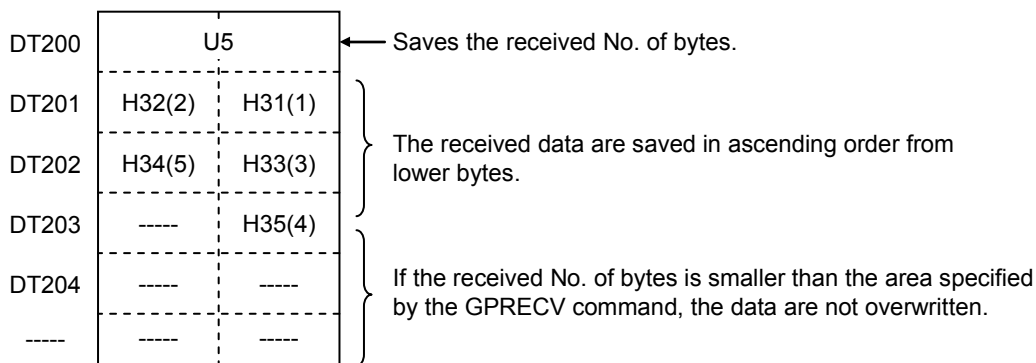 DT200 U5 Saves the received No. of bytes.
DT201 H32(2) H31(1)
The received data are saved in ascending order from
DT202 H34(5) H33(3)
lower bytes.
DT203 ----- H35(4)
If the received No. of bytes is smaller than the area specified
DT204 ----- -----
by the GPRECV command, the data are not overwritten.
----- ----- -----